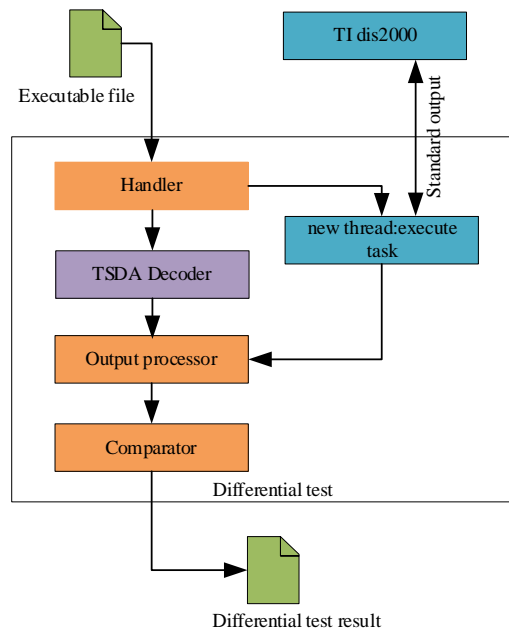 TI dis2000
Executable file
Standard output
Handler
new thread:execute
task
TSDA Decoder
Output processor
Comparator
Differential test
Differential test result